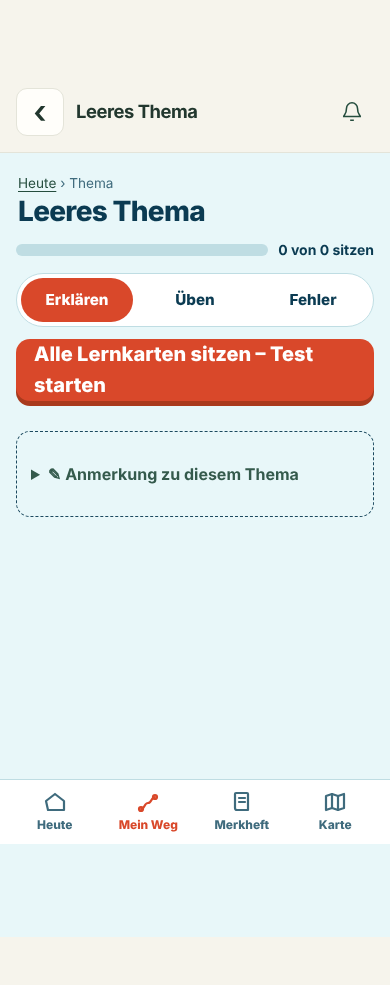 Leeres Thema
Heute › Thema
Leeres Thema
0 von 0 sitzen
Erklären Üben Fehler
Alle Lernkarten sitzen – Test
starten
▶ ✎ Anmerkung zu diesem Thema
Heute Mein Weg Merkheft Karte